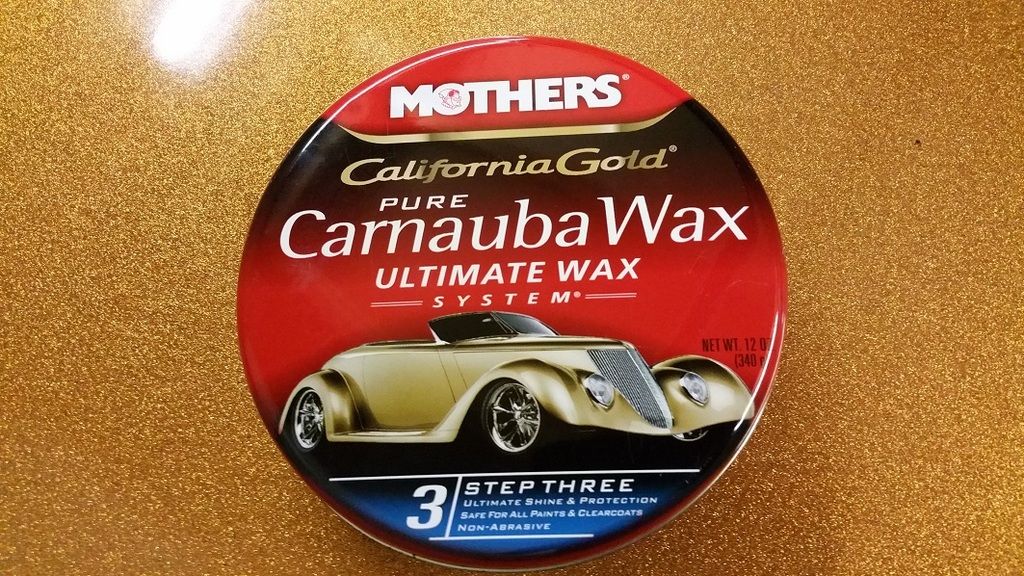 MOTHERS®
California Gold®
PURE
Carnauba Wax
ULTIMATE WAX
SYSTEM®
NET WT. 12
(340
3 STEP THREE
ULTIMATE SHINE & PROTECTION
SAFE FOR ALL PAINTS & CLEARCOATS
NON-ABRASIVE